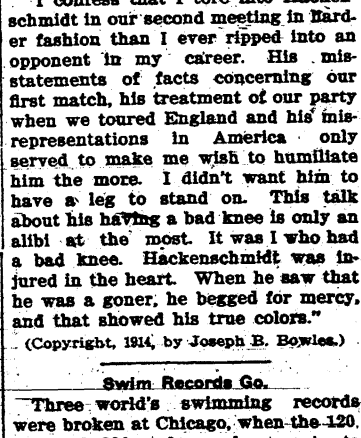 I confess that I tore into Hacken-
schmidt in our second meeting in hard-
er fashion than I ever ripped into an
opponent in my career. His mis-
statements of facts concerning our
first match, his treatment of our party
when we toured England and his mis-
representations in America only
served to make me wish to humiliate
him the more. I didn't want him to
have a leg to stand on. This talk
about his having a bad knee is only an
alibi at the most. It was I who had
a bad knee. Hackenschmidt was in-
jured in the heart. When he saw that
he was a goner, he begged for mercy,
and that showed his true colors."
(Copyright, 1914, by Joseph B. Bowles.)
Swim Records Go.
Three world's swimming records
were broken at Chicago, when the 120